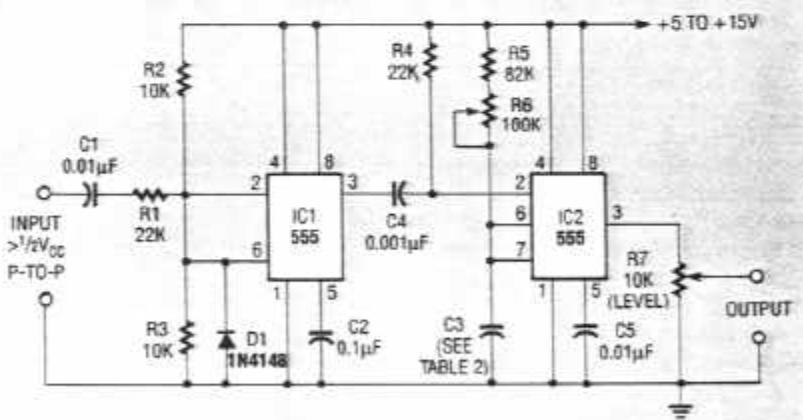 +5 TO +15V
R2
10K
R4
22K
R5
82K
R6
100K
C1
0.01µF
R1
22K
INPUT
>1/2VCC
P-TO-P
4
8
2
3
6
1
5
IC1
555
C4
0.001µF
4
8
2
6
7
3
1
5
IC2
555
R7
10K
(LEVEL)
OUTPUT
R3
10K
D1
1N4148
C2
0.1µF
C3
(SEE
TABLE 2)
C5
0.01µF